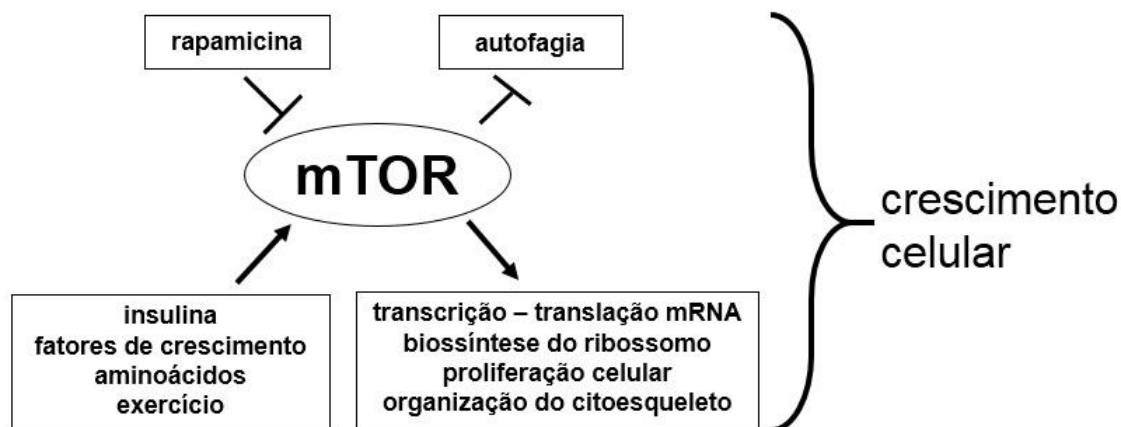 rapamicina
autofagia
mTOR
crescimento
celular
insulina
fatores de crescimento
aminoácidos
exercício
transcrição – translação mRNA
biossíntese do ribossomo
proliferação celular
organização do citoesqueleto